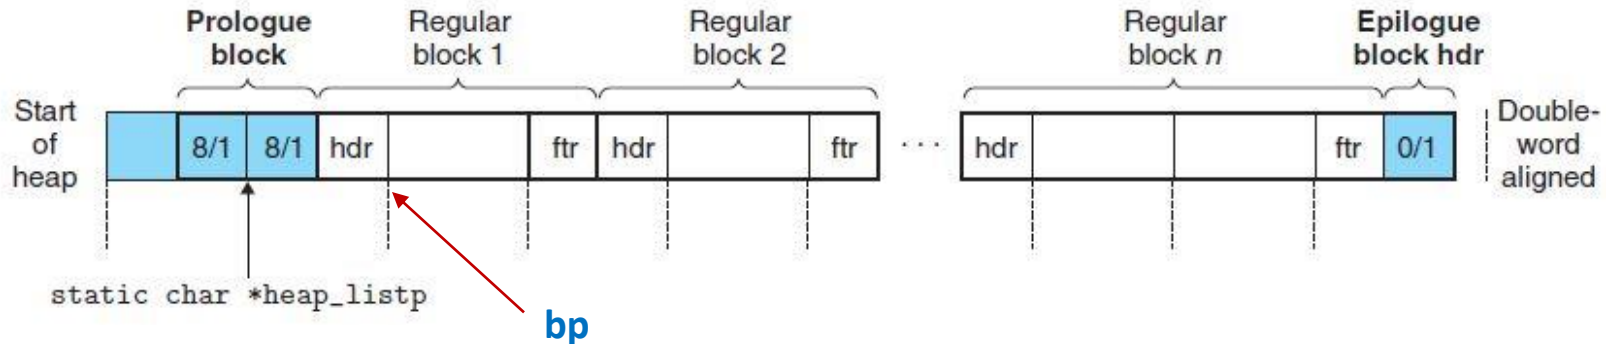 Prologue
block
Regular
block 1
Regular
block 2
Regular
block n
Epilogue
block hdr
Start
of
heap
8/1 8/1 hdr ftr hdr ftr ... hdr ftr 0/1
Double-
word
aligned
static char *heap_listp
bp